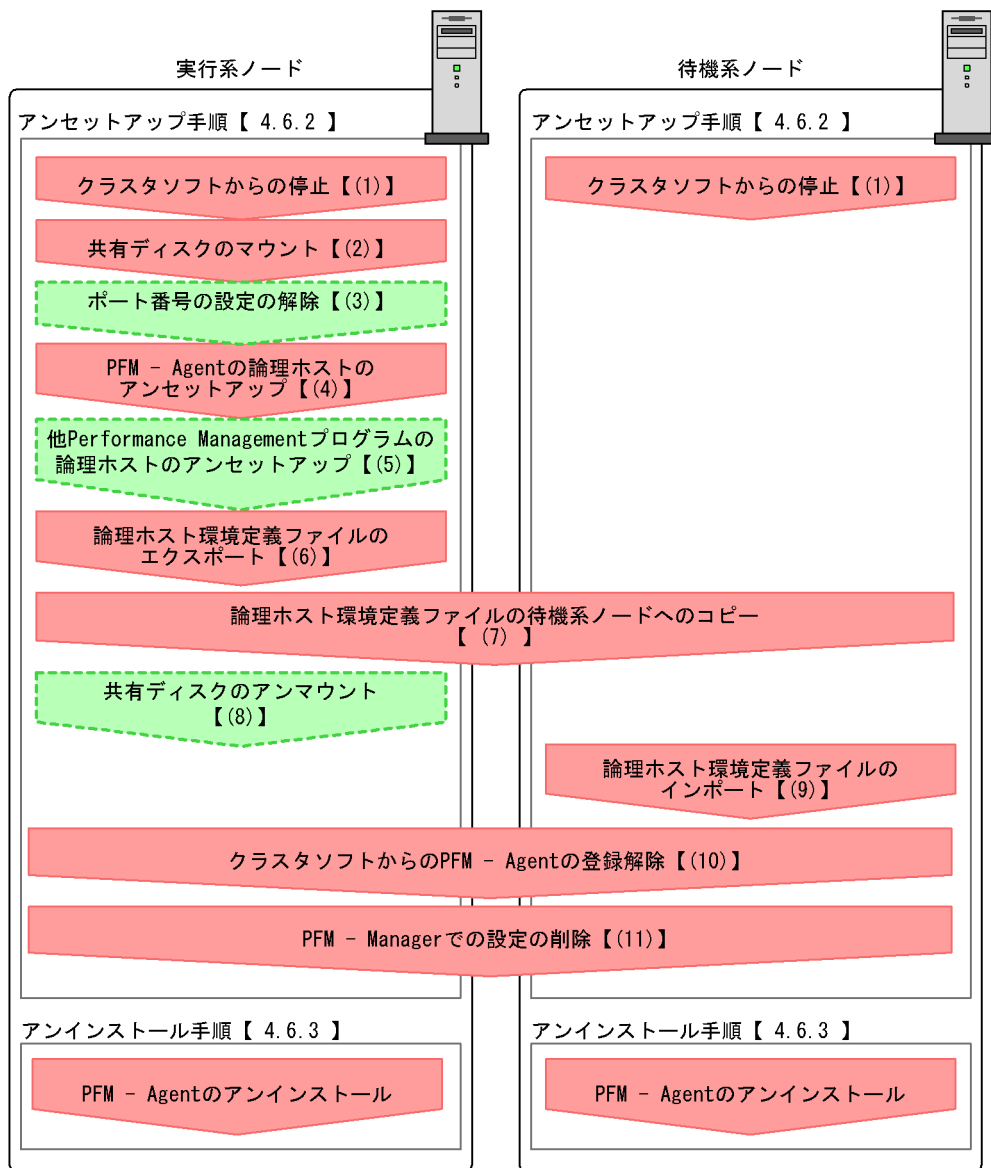 実行系ノード
待機系ノード
アンセットアップ手順【 4.6.2 】
アンセットアップ手順【 4.6.2 】
クラスタソフトからの停止【(1)】
クラスタソフトからの停止【(1)】
共有ディスクのマウント【(2)】
ポート番号の設定の解除【(3)】
PFM - Agentの論理ホストの
アンセットアップ【(4)】
他Performance Managementプログラムの
論理ホストのアンセットアップ【(5)】
論理ホスト環境定義ファイルの
エクスポート【(6)】
論理ホスト環境定義ファイルの待機系ノードへのコピー
【 (7) 】
共有ディスクのアンマウント
【(8)】
論理ホスト環境定義ファイルの
インポート【(9)】
クラスタソフトからのPFM - Agentの登録解除【(10)】
PFM - Managerでの設定の削除【(11)】
アンインストール手順【 4.6.3 】
アンインストール手順【 4.6.3 】
PFM - Agentのアンインストール
PFM - Agentのアンインストール